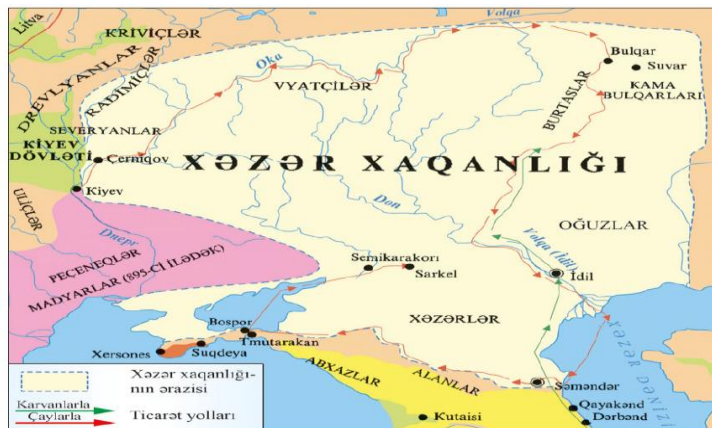 Litva
KRİVİÇLƏR
Volqa
DREVLYANLAR
RADİMİÇLƏR
Oka
VYATÇİLƏR
Bulqar
Suvar
KAMA
BULQARLARI
BURTASLAR
SEVERYANLAR
KİYEV
DÖVLƏTİ
Çerniqov
XƏZƏR XAQANLIĞI
Kiyev
ULİÇLƏR
Dnepr
Don
OĞUZLAR
PEÇENEQLƏR
MADYARLAR (895-Cİ İLƏDƏK)
Volqa (İdil)
Semikarakorı
Sarkel
İdil
XƏZƏRLƏR
Bospor
Tmutarakan
Xersones
Suqdeya
ABXAZLAR
ALANLAR
Səməndər
XƏZƏR DƏNİZİ
Qayakənd
Dərbənd
Kutaisi
Xəzər xaqanlığı-
nın ərazisi
Karvanlarla
Çaylarla
Ticarət yolları